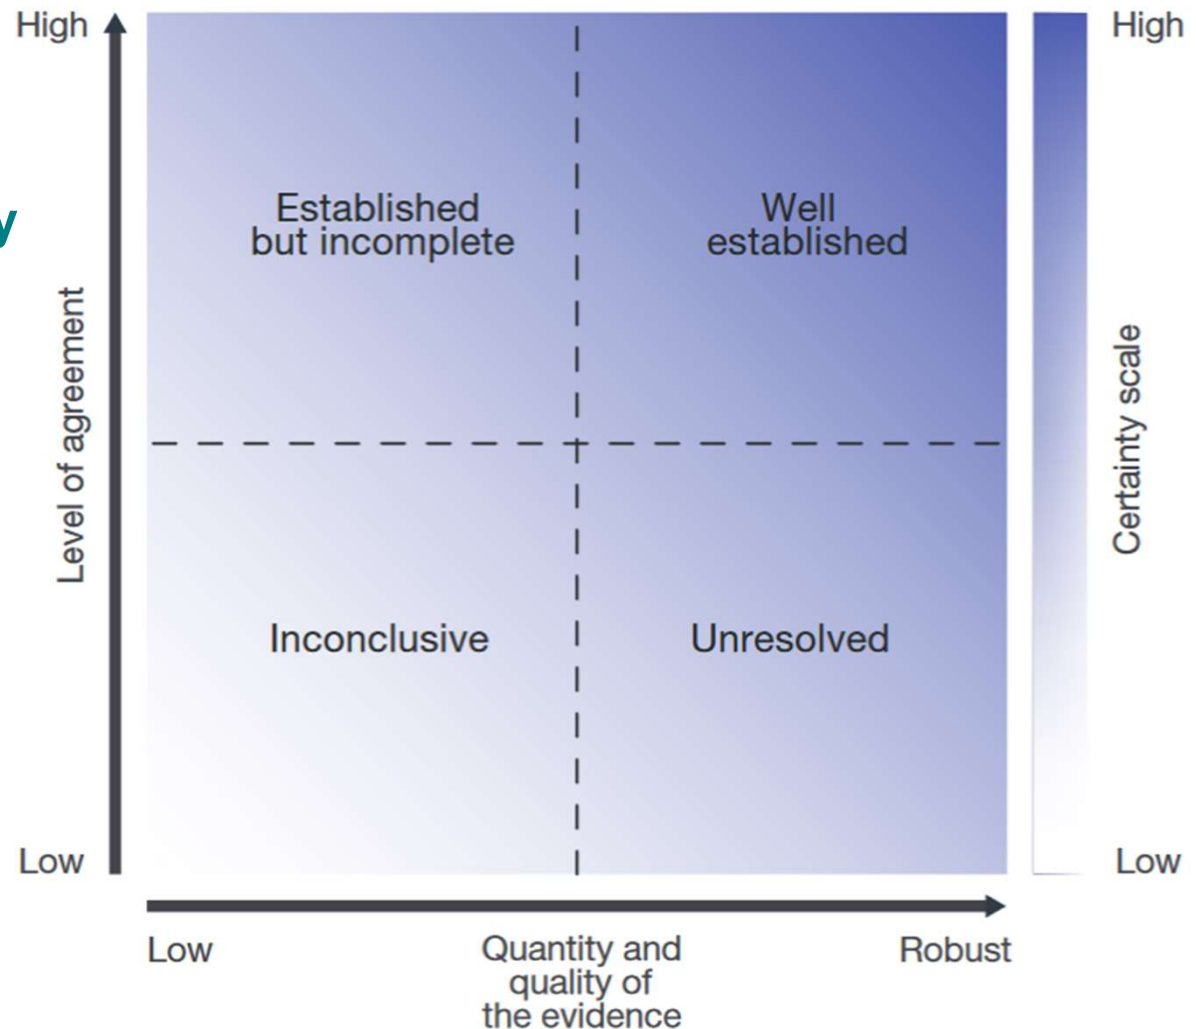 High
High
Established
but incomplete
Well
established
y
Level of agreement
Certainty scale
Inconclusive
Unresolved
Low
Low
Low
Quantity and
quality of
the evidence
Robust